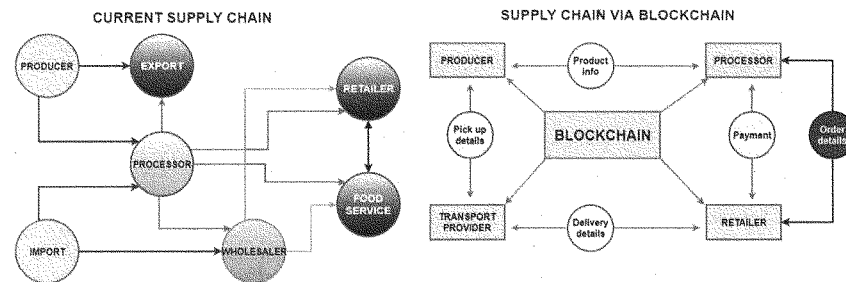 CURRENT SUPPLY CHAIN
PRODUCER
EXPORT
RETAILER
PROCESSOR
FOOD
SERVICE
IMPORT
WHOLESALER
SUPPLY CHAIN VIA BLOCKCHAIN
PRODUCER
Product
info
PROCESSOR
Pick up
details
BLOCKCHAIN
Payment
Order
details
TRANSPORT
PROVIDER
Delivery
details
RETAILER